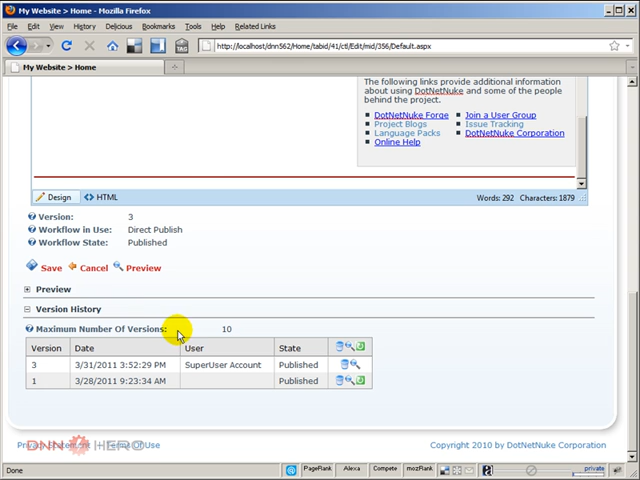 My Website > Home - Mozilla Firefox
File Edit View History Delicious Bookmarks Tools Help Related Links
http://localhost/dnn562/Home/tabid/41/ctl/Edit/mid/356/Default.aspx
My Website > Home
The following links provide additional information
about using DotNetNuke and some of the people
behind the project.
DotNetNuke Forge Join a User Group
Project Blogs Issue Tracking
Language Packs DotNetNuke Corporation
Online Help
Design HTML Words: 292 Characters: 1879
Version: 3
Workflow in Use: Direct Publish
Workflow State: Published
Save Cancel Preview
Preview
Version History
Maximum Number Of Versions: 10
Version Date User State
3 3/31/2011 3:52:29 PM SuperUser Account Published
1 3/28/2011 9:23:34 AM Published
Privacy Statement Terms Of Use Copyright 2010 by DotNetNuke Corporation
DNN HERO
Done PageRank Alexa Compete mozRank private